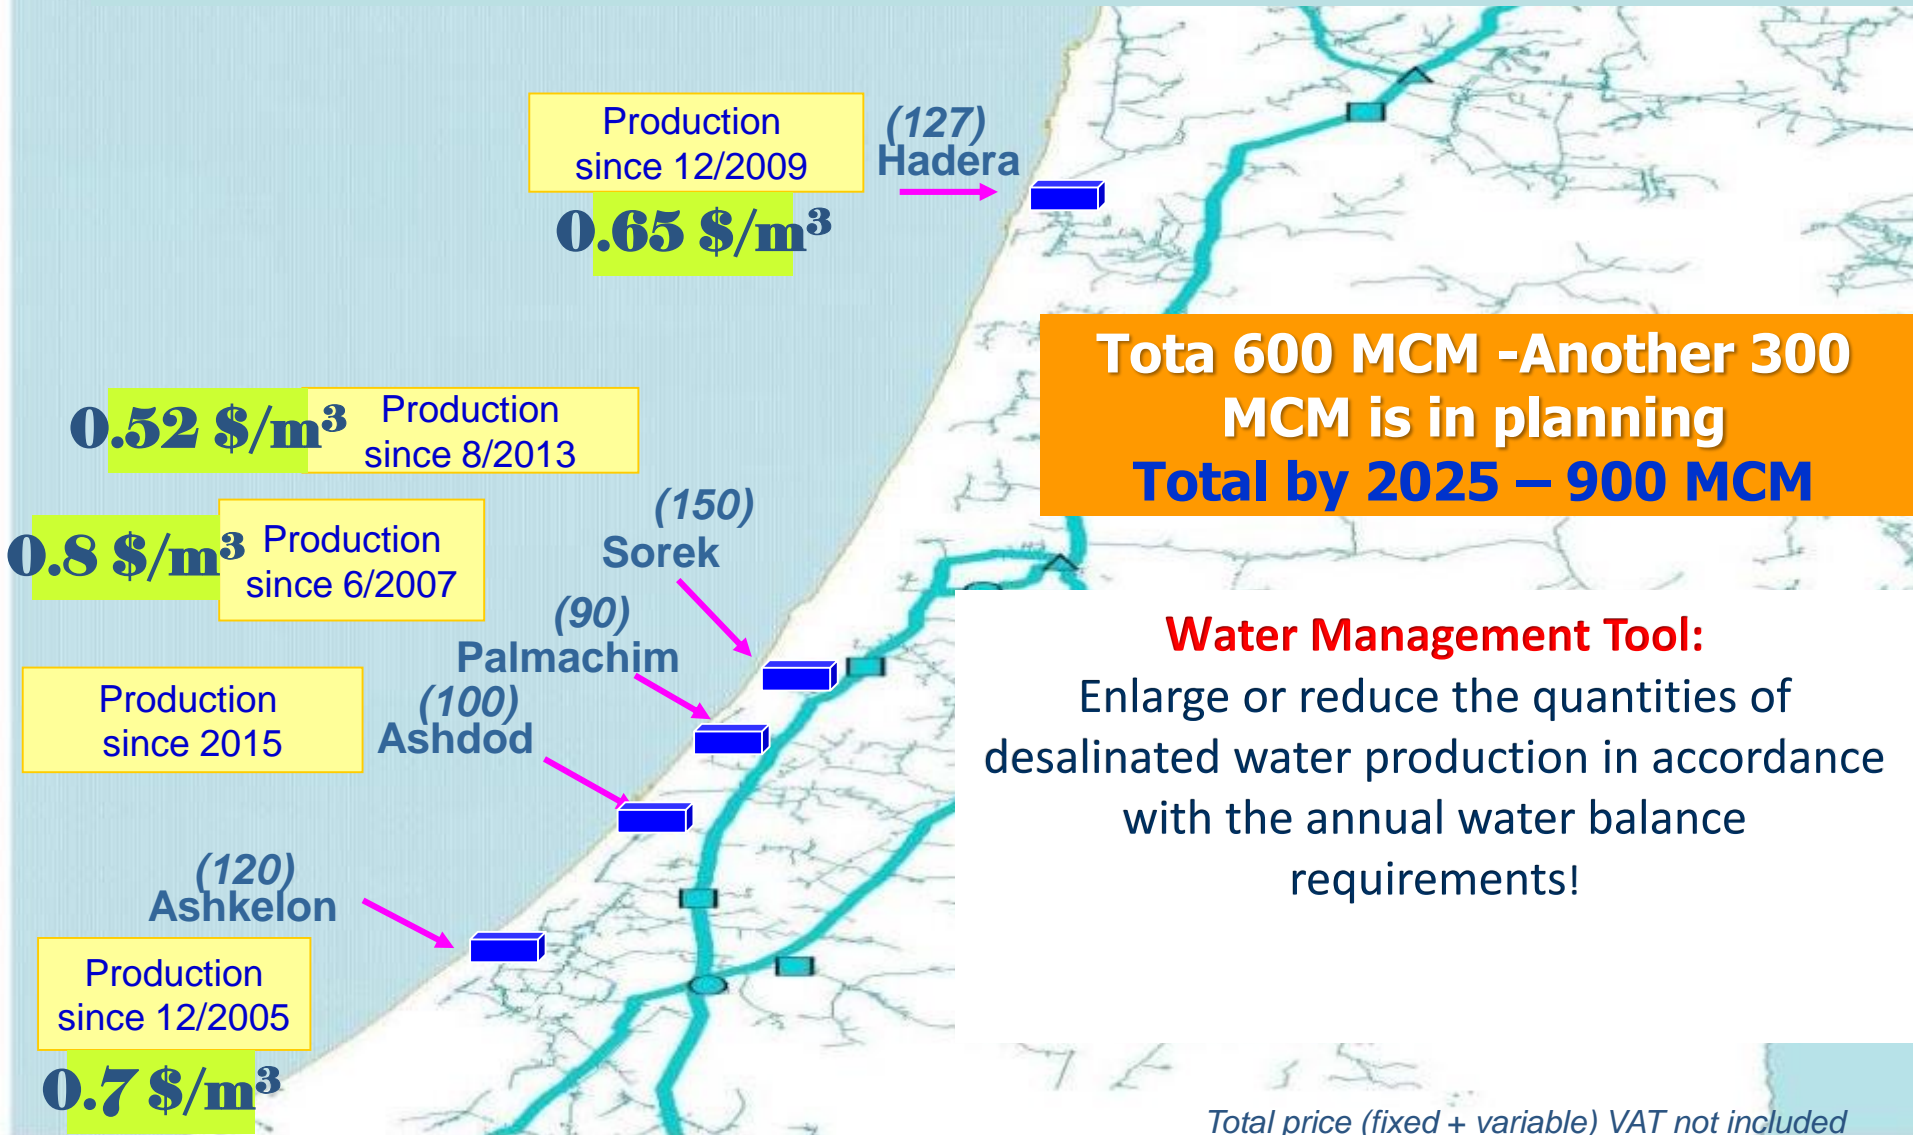 Production
since 12/2009
(127)
Hadera
0.65 $/m³
Tota 600 MCM -Another 300
MCM is in planning
Total by 2025 – 900 MCM
0.52 $/m³
Production
since 8/2013
(150)
Sorek
0.8 $/m³
Production
since 6/2007
(90)
Palmachim
Production
since 2015
(100)
Ashdod
Water Management Tool:
Enlarge or reduce the quantities of
desalinated water production in accordance
with the annual water balance
requirements!
(120)
Ashkelon
Production
since 12/2005
0.7 $/m³
Total price (fixed + variable) VAT not included